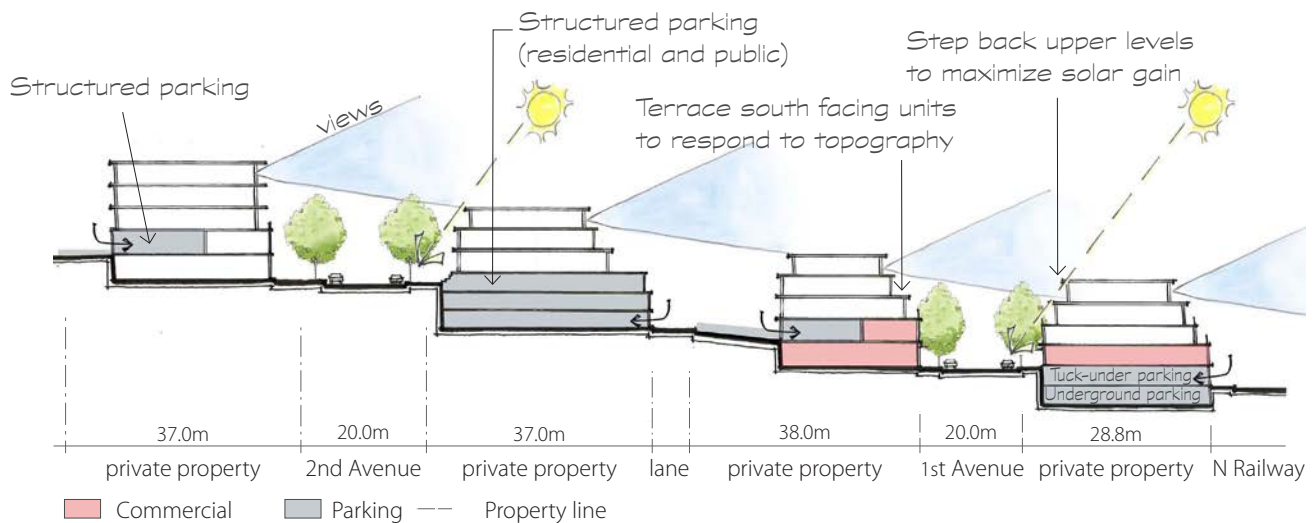 Structured parking
(residential and public)
Step back upper levels
to maximize solar gain
Structured parking
views
Terrace south facing units
to respond to topography
Tuck-under parking
Underground parking
37.0m
20.0m
37.0m
38.0m
20.0m
28.8m
private property
2nd Avenue
private property
lane
private property
1st Avenue
private property
N Railway
Commercial
Parking
Property line